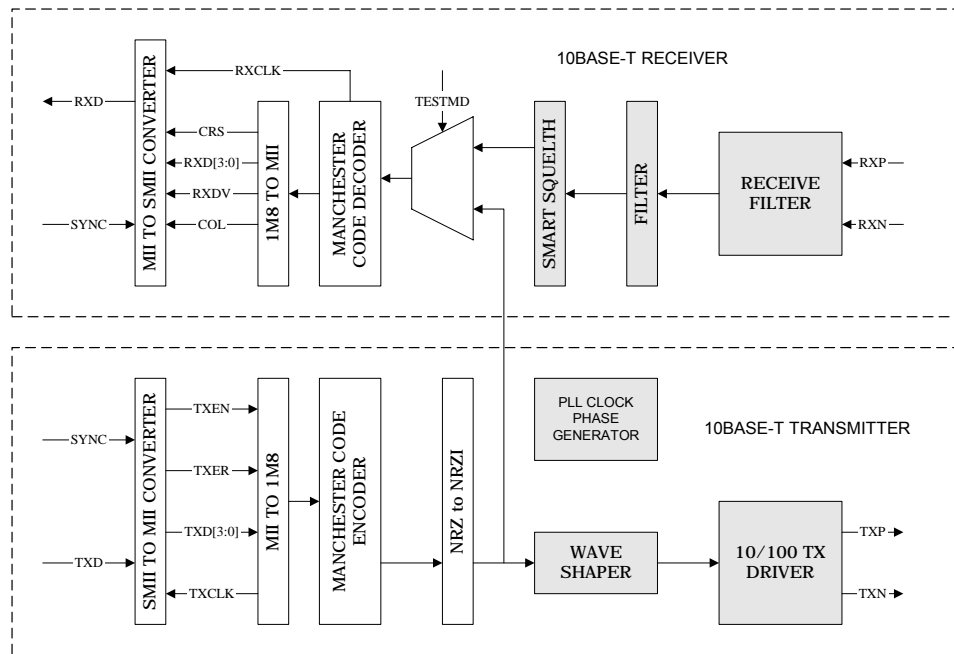 10BASE-T RECEIVER
RXCLK
TESTMD
RXD
CRS
RXD[3:0]
RXDV
COL
SYNC
MII TO SMII CONVERTER
1M8 TO MII
MANCHESTER
CODE DECODER
SMART SQUELTH
FILTER
RECEIVE
FILTER
RXP
RXN
10BASE-T TRANSMITTER
SYNC
TXD
SMII TO MII CONVERTER
TXEN
TXER
TXD[3:0]
TXCLK
MII TO 1M8
MANCHESTER CODE
ENCODER
NRZ to NRZI
PLL CLOCK
PHASE
GENERATOR
WAVE
SHAPER
10/100 TX
DRIVER
TXP
TXN